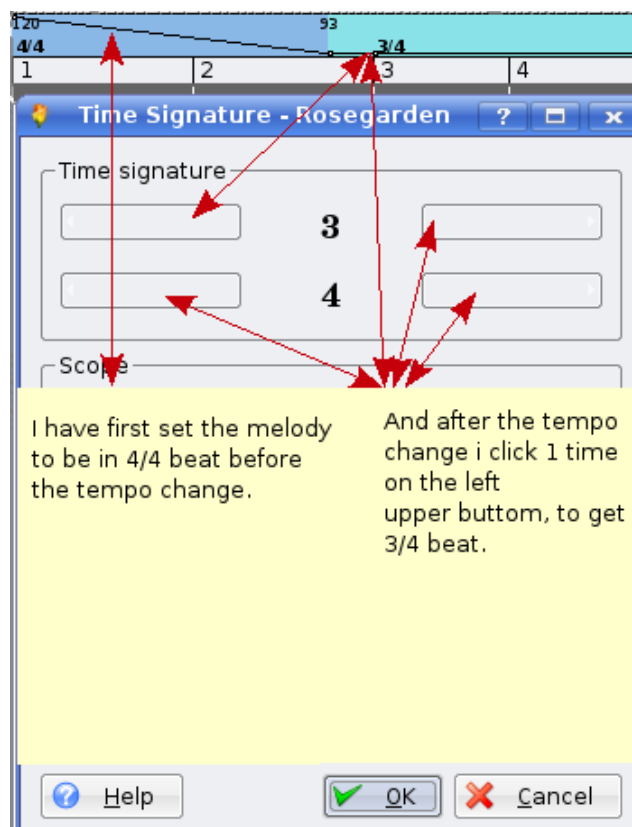 120 93
4/4 3/4
1 2 3 4
Time Signature - Rosegarden ?
Time signature
3
4
Scope
I have first set the melody
to be in 4/4 beat before
the tempo change.
And after the tempo
change i click 1 time
on the left
upper buttom, to get
3/4 beat.
Help OK Cancel